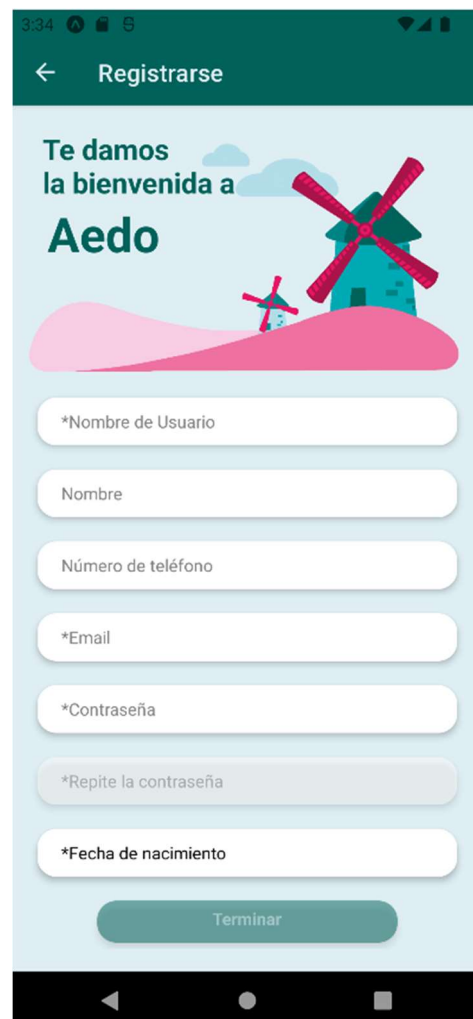 3:34
Registrarse
Te damos
la bienvenida a
Aedo
*Nombre de Usuario
Nombre
Número de teléfono
*Email
*Contraseña
*Repite la contraseña
*Fecha de nacimiento
Terminar